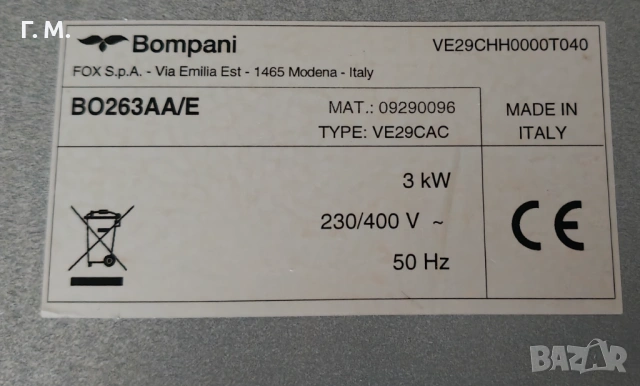 Г. М.
Bompani
VE29CHH0000T040
FOX S.p.A. - Via Emilia Est - 1465 Modena - Italy
BO263AA/E
MAT.: 09290096
TYPE: VE29CAC
MADE IN
ITALY
3 kW
230/400 V ~
50 Hz
CE
BAZAR